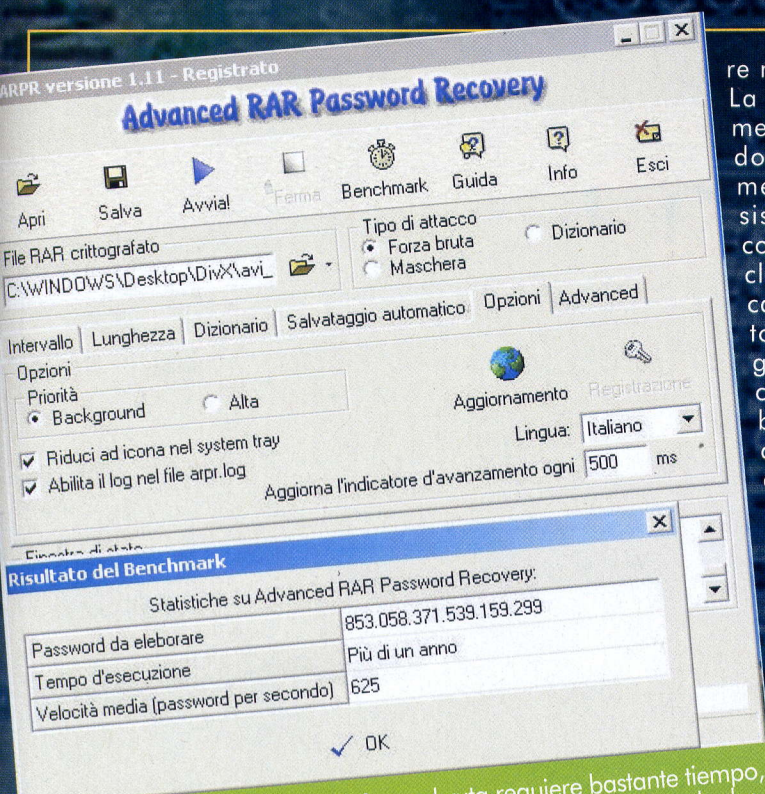 ARPR versione 1.11 - Registrato
Advanced RAR Password Recovery
Apri Salva Avvia! Ferma Benchmark Guida Info Esci
File RAR crittografato
C:\WINDOWS\Desktop\DivX\avi_
Tipo di attacco
Forza bruta Dizionario
Maschera
Intervallo Lunghezza Dizionario Salvataggio automatico Opzioni Advanced
Opzioni
Priorità
Background Alta
Aggiornamento Registrazione
Riduci ad icona nel system tray
Lingua: Italiano
Abilita il log nel file arpr.log
Aggiorna l'indicatore d'avanzamento ogni 500 ms
Finestra di stato
Risultato del Benchmark
Statistiche su Advanced RAR Password Recovery:
Password da eleborare 853.058.371.539.159.299
Tempo d'esecuzione Più di un anno
Velocità media (password per secondo) 625
OK
requiere bastante tiempo,
re
La
me
do
me
sis
co
cl